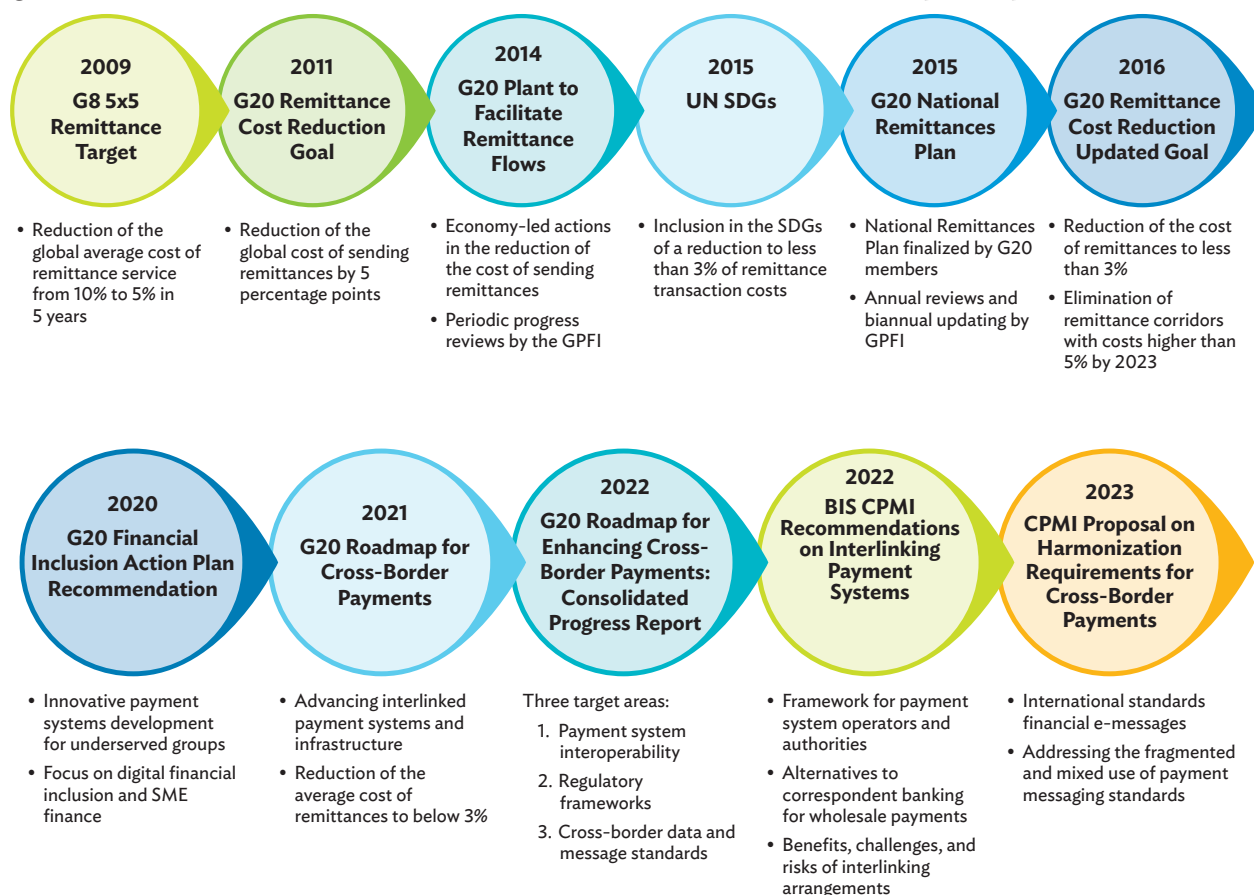 2009
G8 5x5
Remittance
Target
2011
G20 Remittance
Cost Reduction
Goal
2014
G20 Plant to
Facilitate
Remittance
Flows
2015
UN SDGs
2015
G20 National
Remittances
Plan
2016
G20 Remittance
Cost Reduction
Updated Goal
• Reduction of the
global average cost of
remittance service
from 10% to 5% in
5 years
• Reduction of the
global cost of sending
remittances by 5
percentage points
• Economy-led actions
in the reduction of
the cost of sending
remittances
• Periodic progress
reviews by the GPFI
• Inclusion in the SDGs
of a reduction to less
than 3% of remittance
transaction costs
• National Remittances
Plan finalized by G20
members
• Annual reviews and
biannual updating by
GPFI
• Reduction of the cost
of remittances to less
than 3%
• Elimination of
remittance corridors
with costs higher than
5% by 2023
2020
G20 Financial
Inclusion Action Plan
Recommendation
2021
G20 Roadmap for
Cross-Border
Payments
2022
G20 Roadmap for
Enhancing Cross-
Border Payments:
Consolidated
Progress Report
2022
BIS CPMI
Recommendations
on Interlinking
Payment
Systems
2023
CPMI Proposal on
Harmonization
Requirements for
Cross-Border
Payments
• Innovative payment
systems development
for underserved groups
• Focus on digital financial
inclusion and SME
finance
• Advancing interlinked
payment systems and
infrastructure
• Reduction of the
average cost of
remittances to below 3%
Three target areas:
1. Payment system
interoperability
2. Regulatory
frameworks
3. Cross-border data and
message standards
• Framework for payment
system operators and
authorities
• Alternatives to
correspondent banking
for wholesale payments
• Benefits, challenges, and
risks of interlinking
arrangements
• International standards
financial e-messages
• Addressing the fragmented
and mixed use of payment
messaging standards